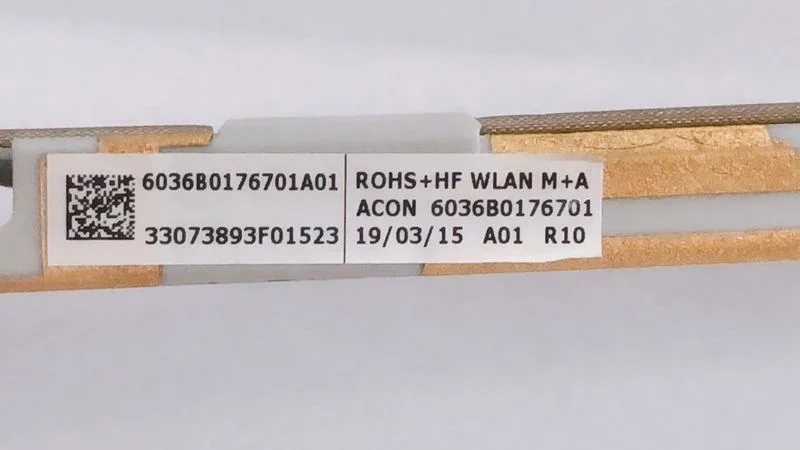 6036B0176701A01
33073893F01523
ROHS+HF WLAN M+A
ACON 6036B0176701
19/03/15 A01 R10